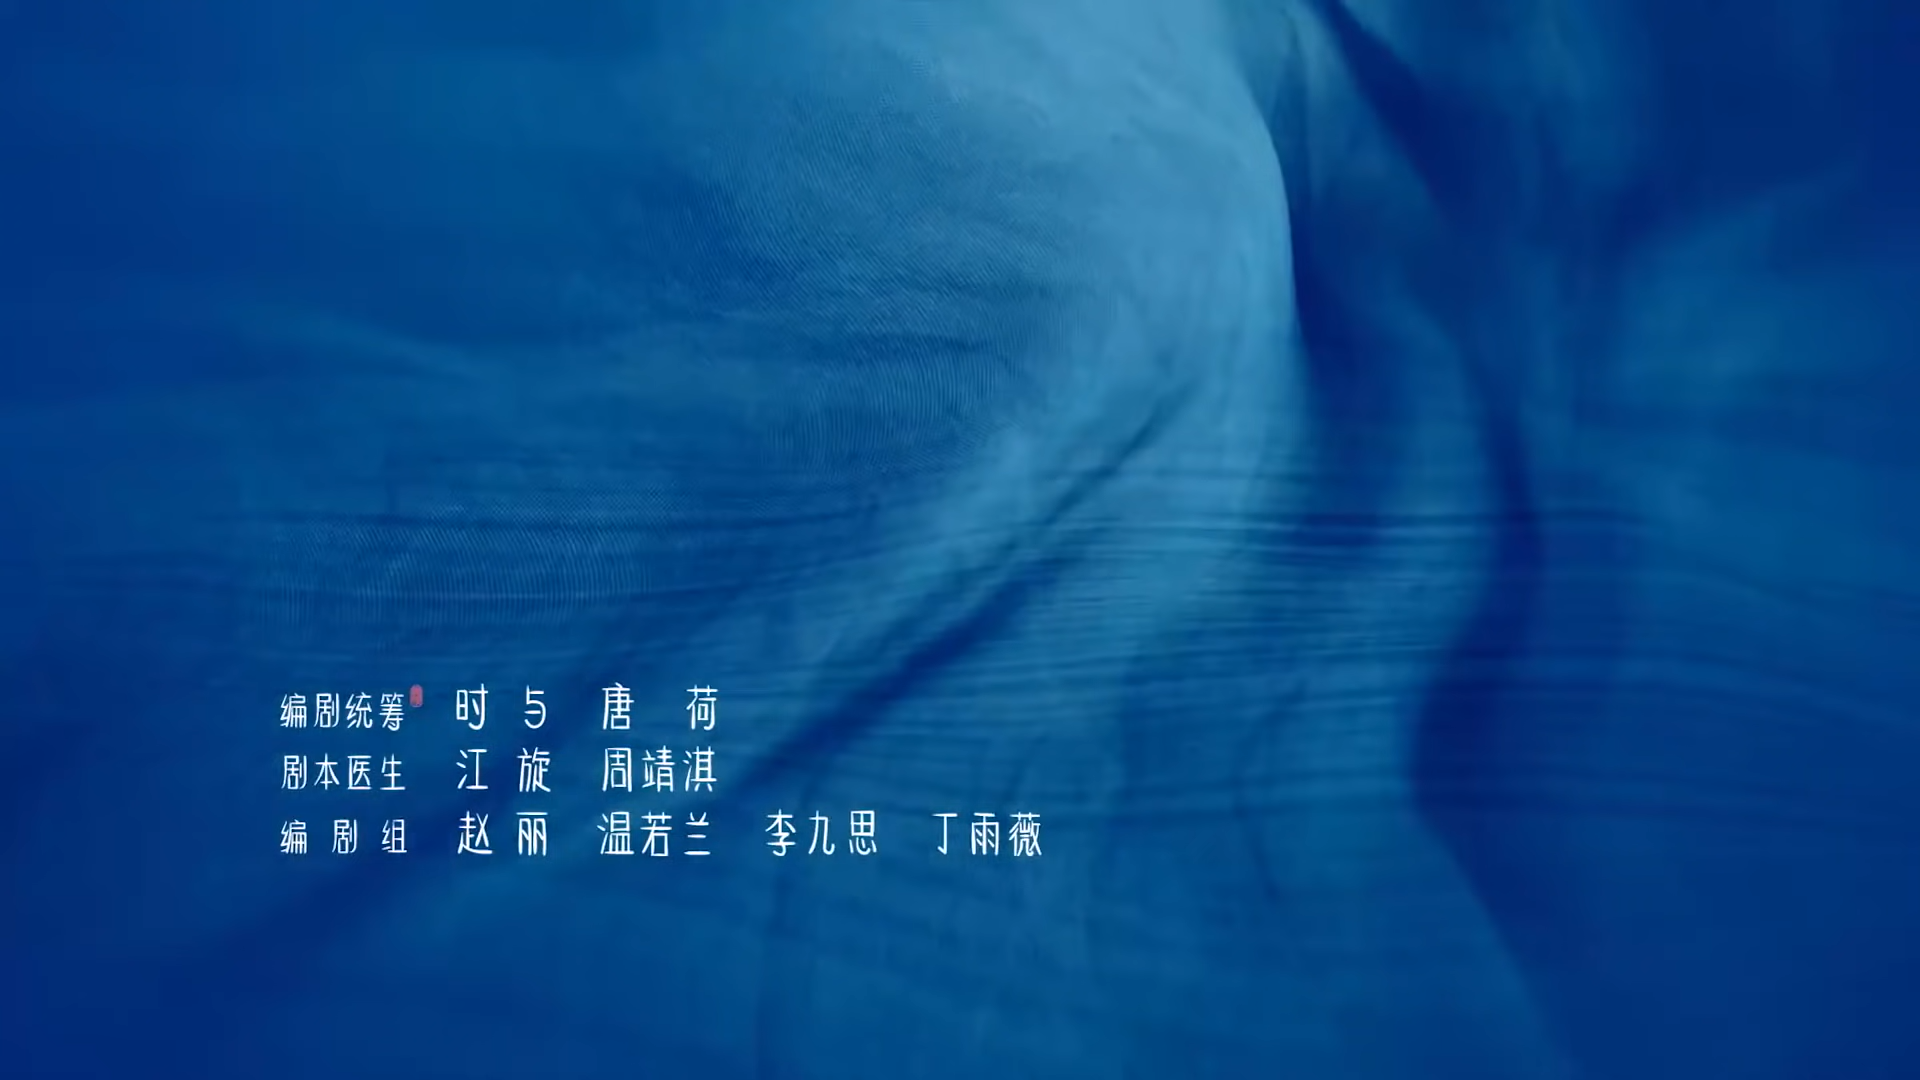 编剧统筹 时与 唐荷
剧本医生 江旋 周靖淇
编剧组 赵丽 温若兰 李九思 丁雨薇